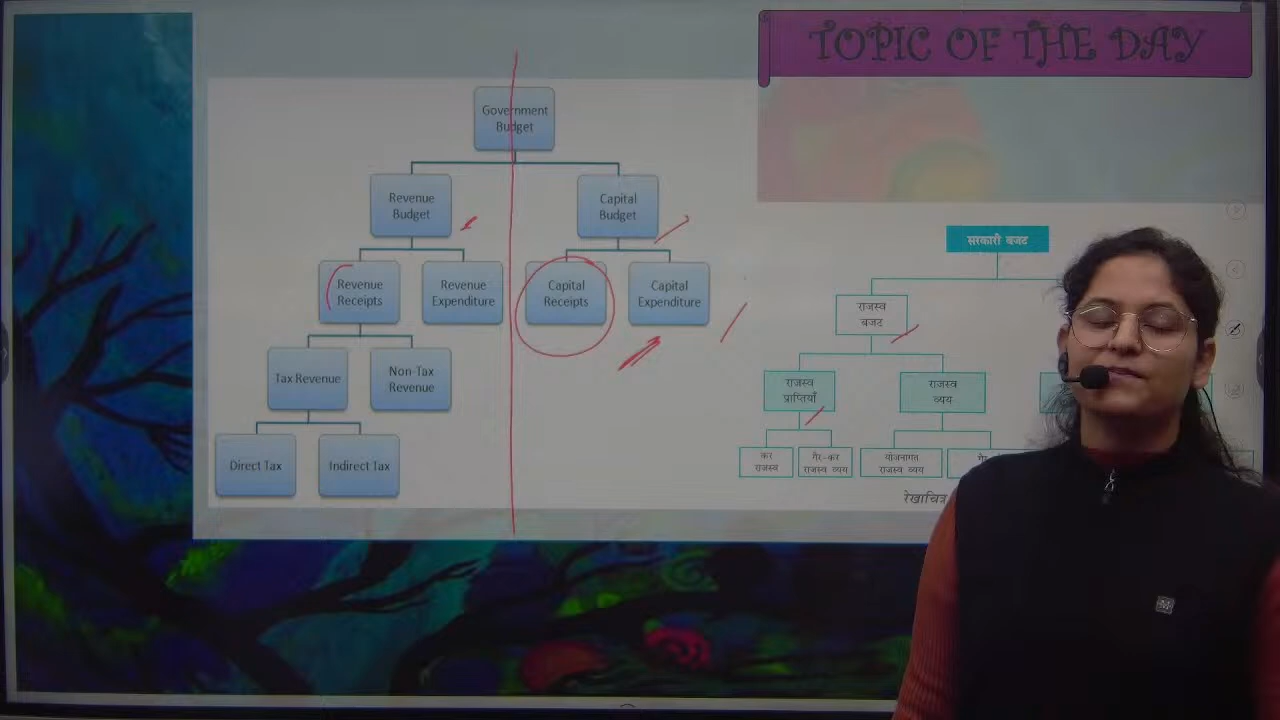 TOPIC OF THE DAY
Government
Budget
Revenue
Budget
Capital
Budget
Revenue
Receipts
Revenue
Expenditure
Capital
Receipts
Capital
Expenditure
Tax Revenue
Non-Tax
Revenue
Direct Tax
Indirect Tax
सरकारी बजट
राजस्व
बजट
राजस्व
प्राप्तियाँ
राजस्व
व्यय
कर
राजस्व
गैर-कर
राजस्व व्यय
योजनागत
राजस्व व्यय
रेखाचित्र
M